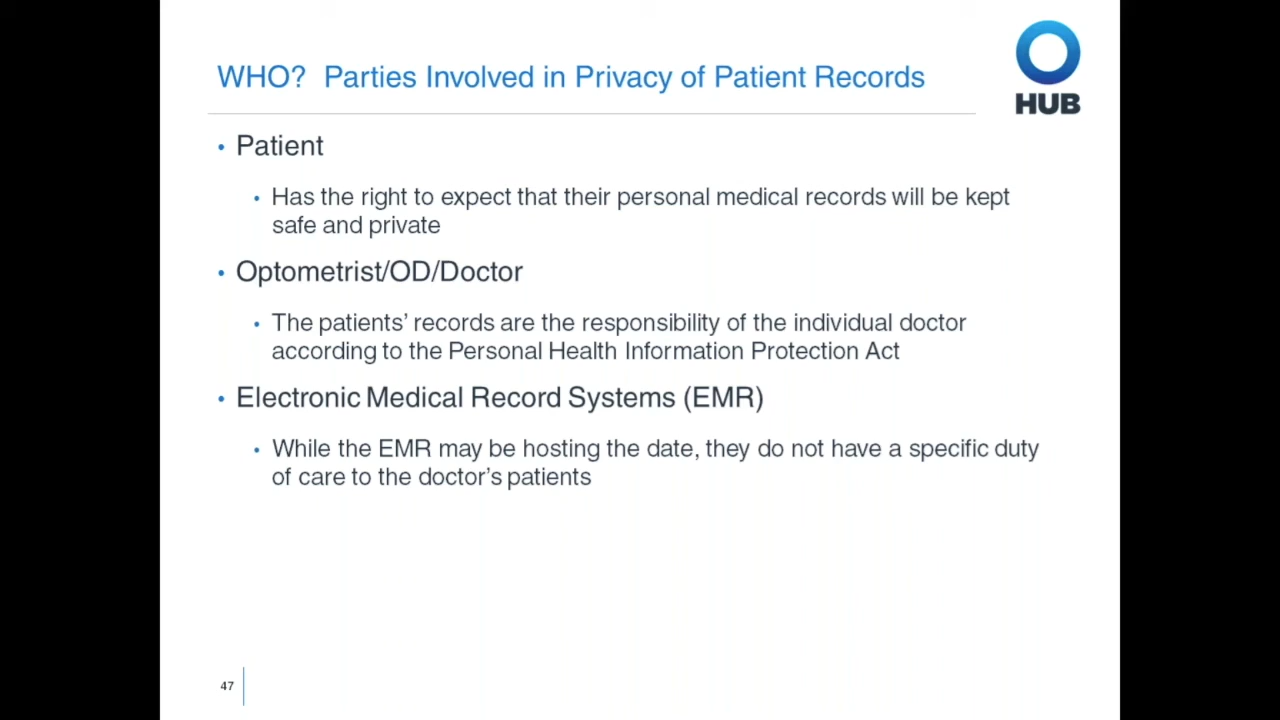 WHO? Parties Involved in Privacy of Patient Records
HUB
• Patient
• Has the right to expect that their personal medical records will be kept
safe and private
• Optometrist/OD/Doctor
• The patients’ records are the responsibility of the individual doctor
according to the Personal Health Information Protection Act
• Electronic Medical Record Systems (EMR)
• While the EMR may be hosting the date, they do not have a specific duty
of care to the doctor’s patients
47